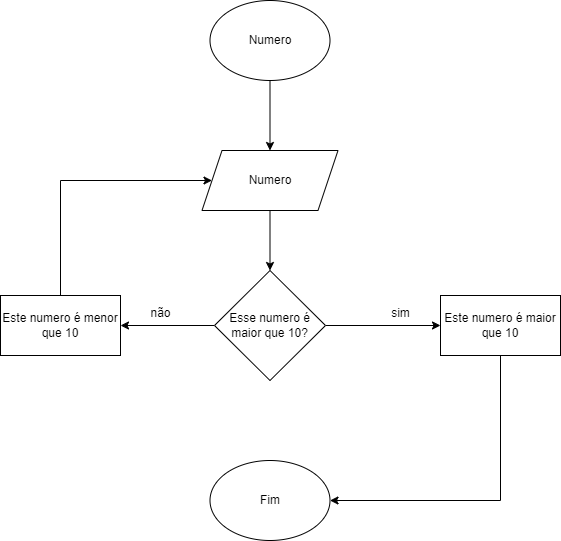 Numero
Numero
Esse numero é
maior que 10?
não
sim
Este numero é menor
que 10
Este numero é maior
que 10
Fim